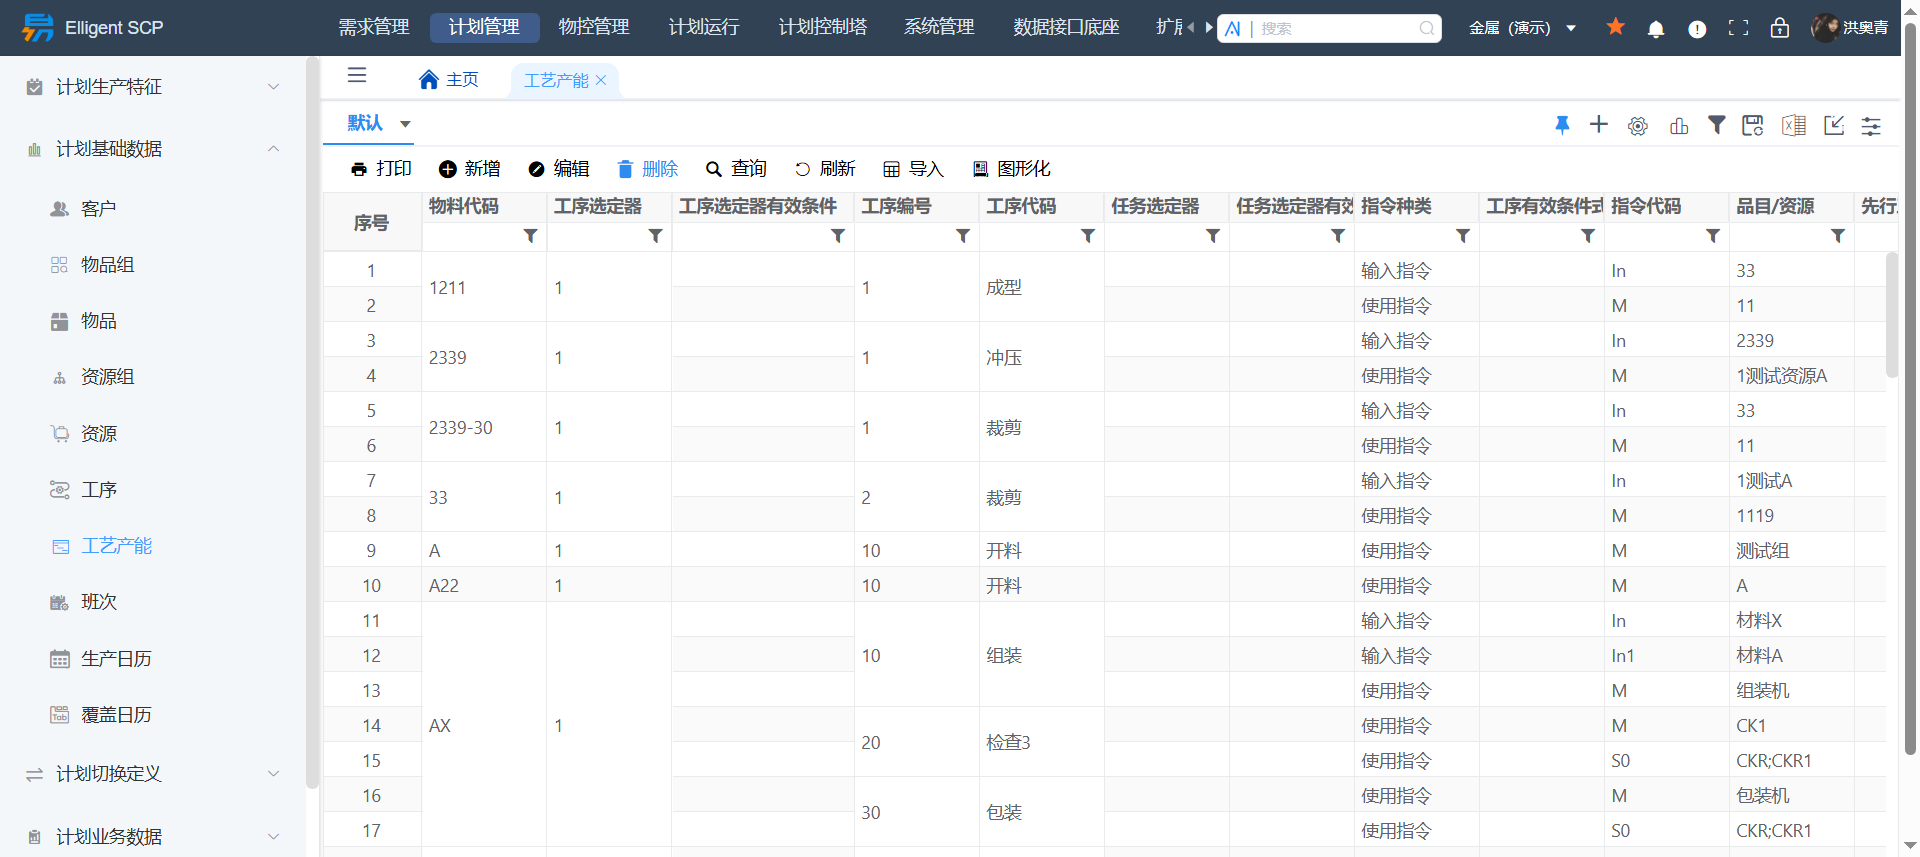 Elligent SCP 需求管理 计划管理 物控管理 计划运行 计划控制塔 系统管理 数据接口底座 AI | 搜索 金属 (演示) 洪奥青
计划生产特征
计划基础数据
客户
物品组
物品
资源组
资源
工序
工艺产能
班次
生产日历
覆盖日历
计划切换定义
计划业务数据
主页 工艺产能
默认
打印 新增 编辑 删除 查询 刷新 导入 图形化
序号 物料代码 工序选定器 工序选定器有效条件 工序编号 工序代码 任务选定器 任务选定器有效 指令种类 工序有效条件式 指令代码 品目/资源 先行
1 1211 1 1 成型 输入指令 In 33
2 使用指令 M 11
3 2339 1 1 冲压 输入指令 In 2339
4 使用指令 M 1测试资源A
5 2339-30 1 1 裁剪 输入指令 In 33
6 使用指令 M 11
7 33 1 2 裁剪 输入指令 In 1测试A
8 使用指令 M 1119
9 A 1 10 开料 使用指令 M 测试组
10 A22 1 10 开料 使用指令 M A
11 输入指令 In 材料X
12 10 组装 输入指令 In1 材料A
13 使用指令 M 组装机
14 AX 1 20 检查3 使用指令 M CK1
15 使用指令 S0 CKR;CKR1
16 30 包装 使用指令 M 包装机
17 使用指令 S0 CKR;CKR1